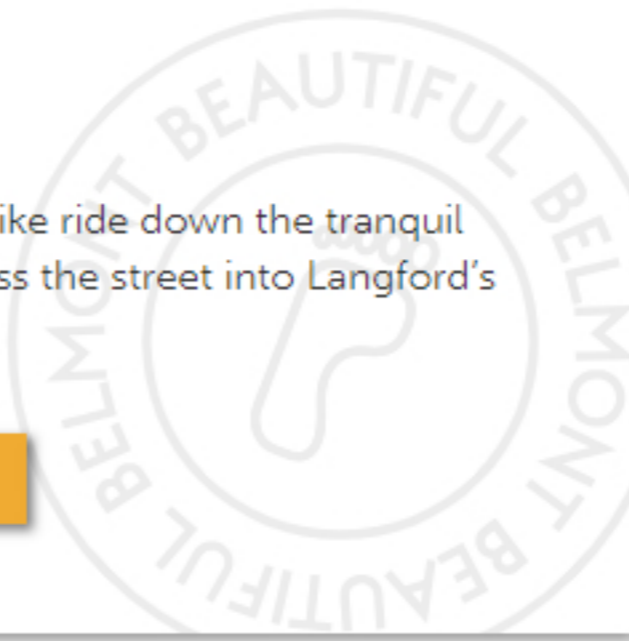 BEAUTIFUL BELMONT BEAUTIFUL BELMONT
ike ride down the tranquil
ss the street into Langford’s